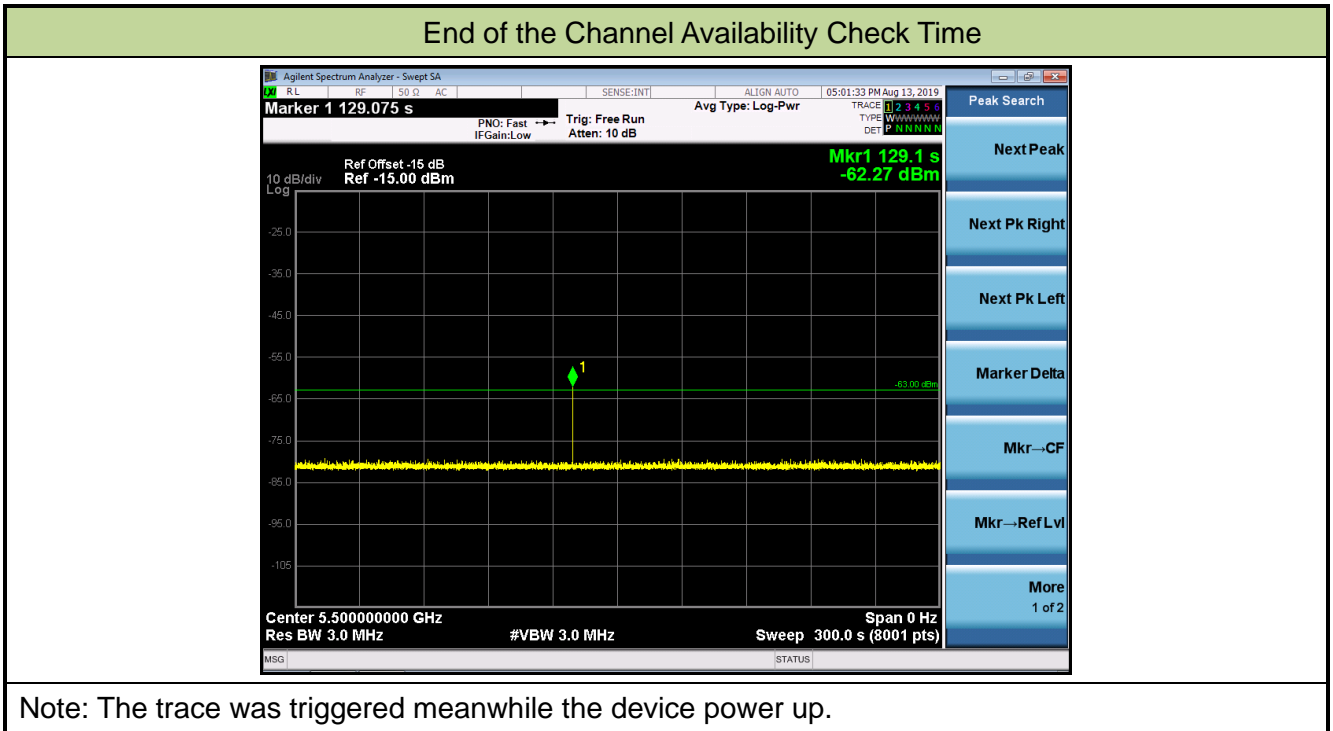 End of the Channel Availability Check Time
Agilent Spectrum Analyzer - Swept SA
LXI RL RF 50 Ω AC SENSE:INT ALIGN AUTO 05:01:33 PM Aug 13, 2019
Marker 1 129.075 s
PNO: Fast
IFGain:Low
Trig: Free Run
Atten: 10 dB
Avg Type: Log-Pwr
TRACE 1 2 3 4 5 6
TYPE W
DET P N N N N N
Peak Search
Ref Offset -15 dB
10 dB/div Ref -15.00 dBm
Log
Mkr1 129.1 s
-62.27 dBm
-25.0
-35.0
-45.0
-55.0
-65.0
-75.0
-85.0
-95.0
-105
1
-63.00 dBm
Center 5.500000000 GHz
Span 0 Hz
Res BW 3.0 MHz
#VBW 3.0 MHz
Sweep 300.0 s (8001 pts)
MSG
STATUS
Next Peak
Next Pk Right
Next Pk Left
Marker Delta
Mkr→CF
Mkr→Ref Lvl
More
1 of 2
Note: The trace was triggered meanwhile the device power up.